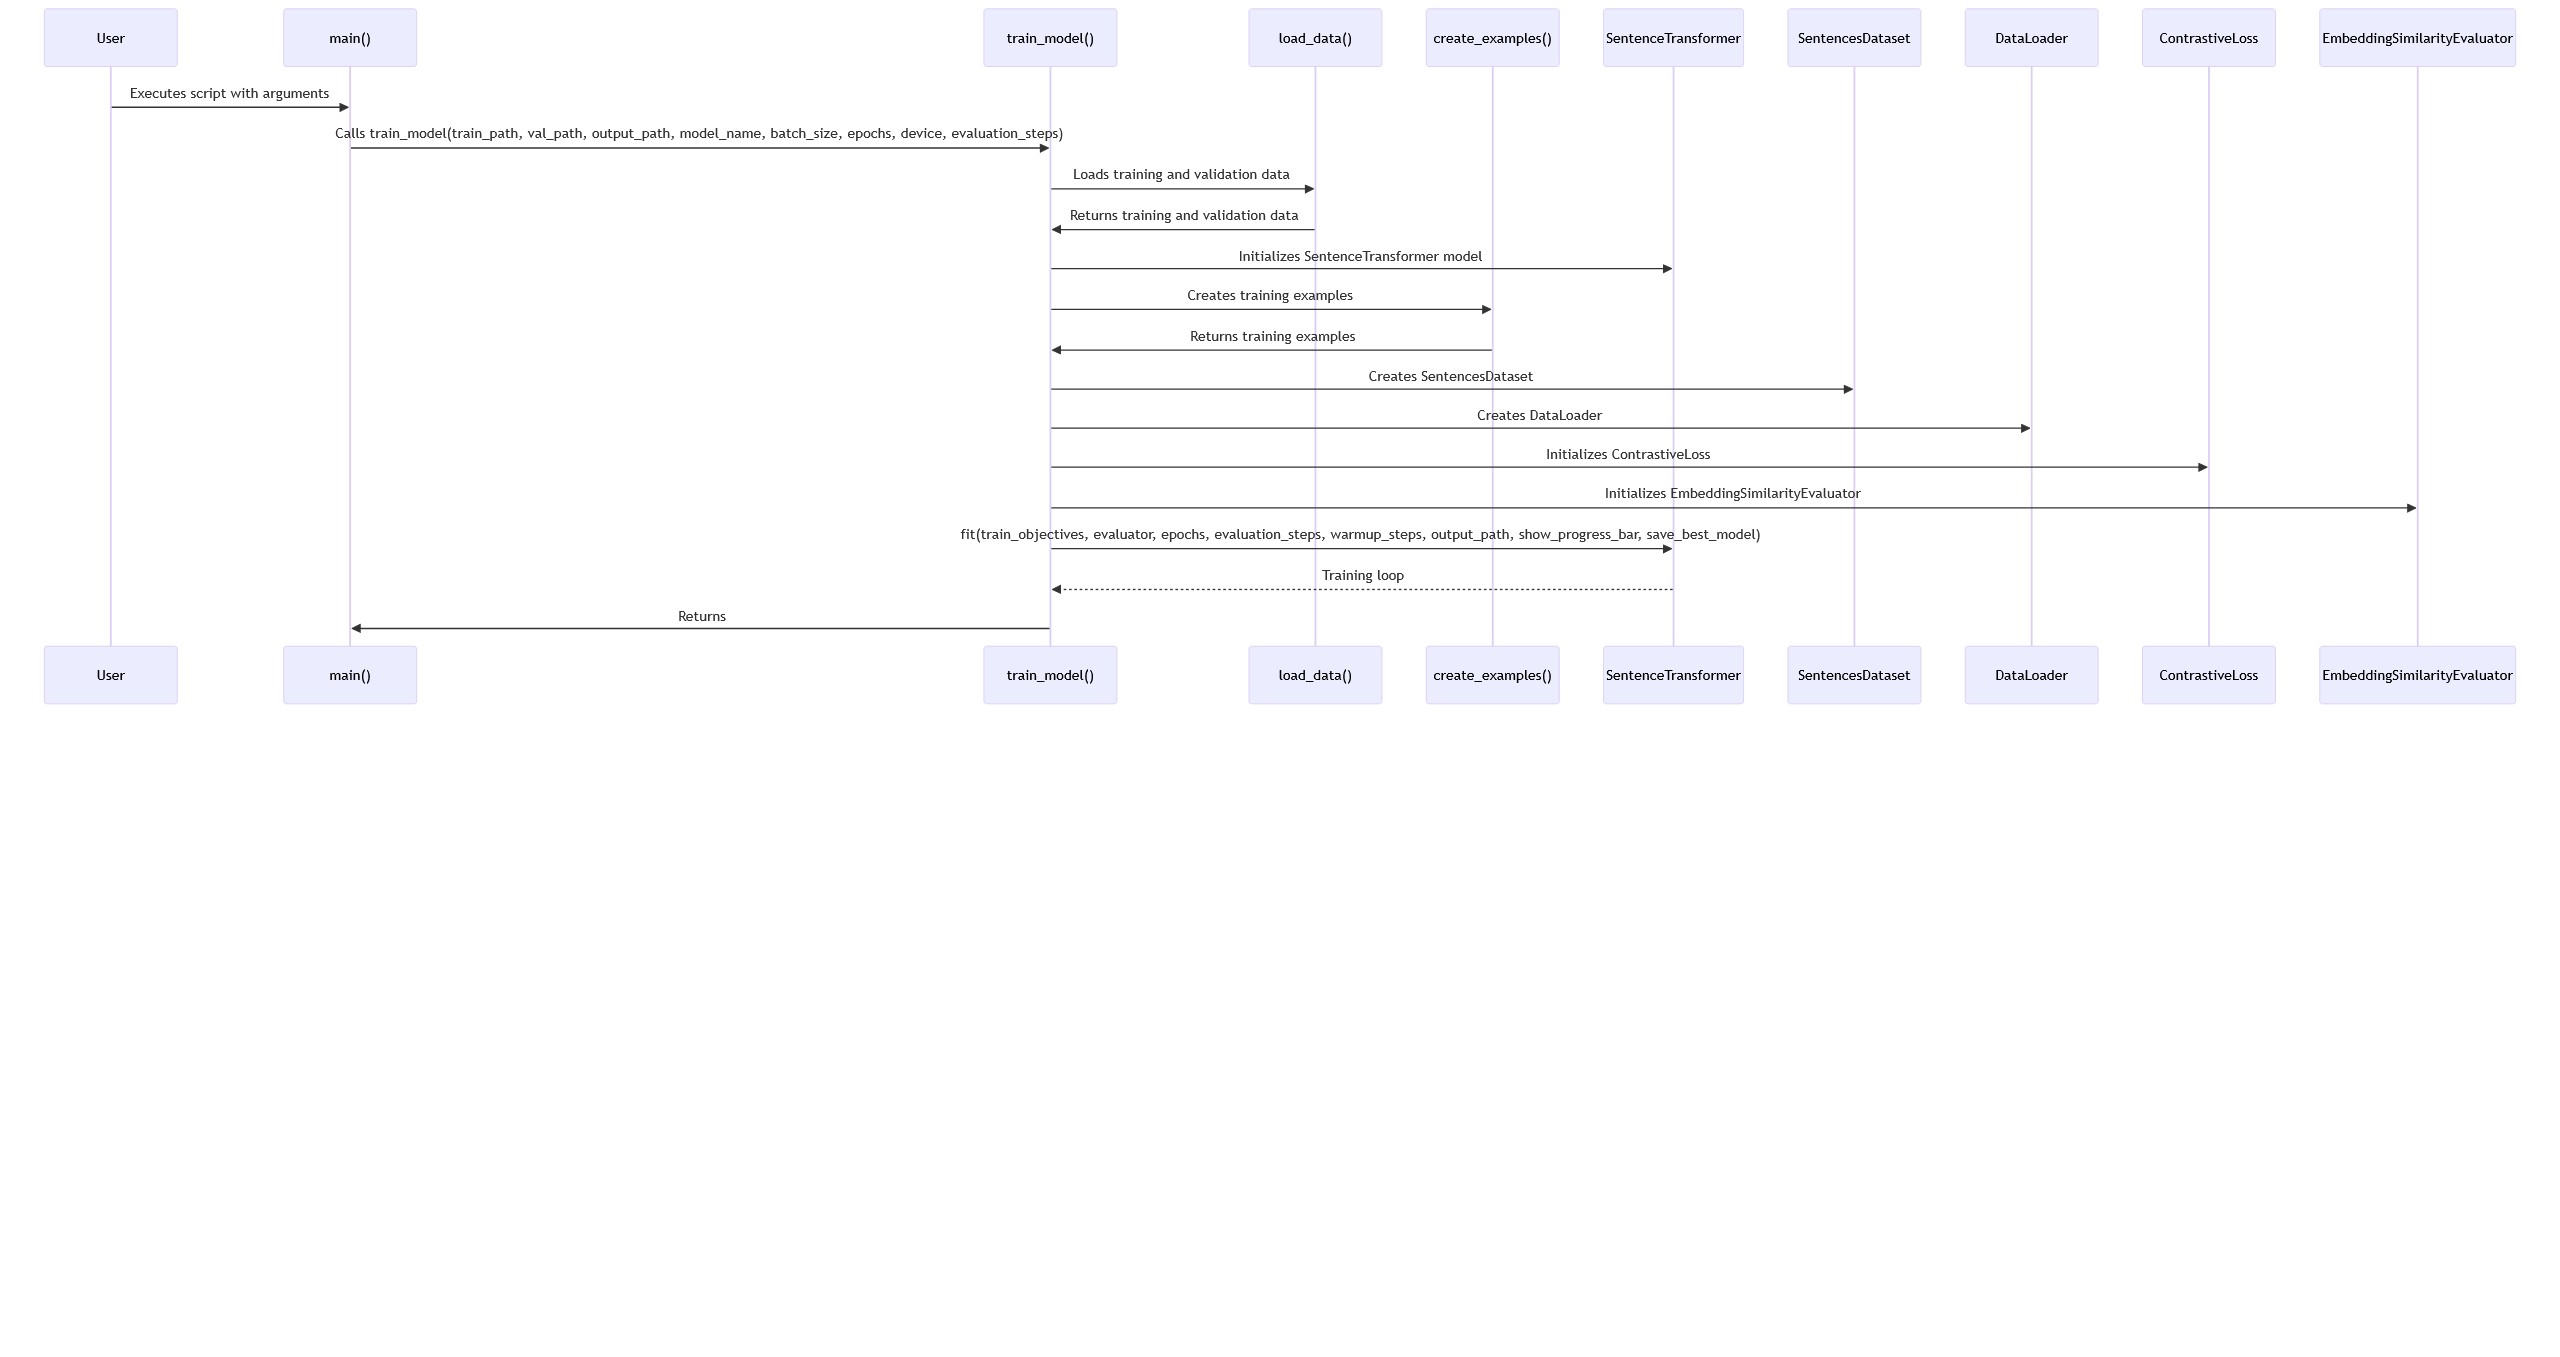 User
main()
train_model()
load_data()
create_examples()
SentenceTransformer
SentencesDataset
DataLoader
ContrastiveLoss
EmbeddingSimilarityEvaluator
Executes script with arguments
Calls train_model(train_path, val_path, output_path, model_name, batch_size, epochs, device, evaluation_steps)
Loads training and validation data
Returns training and validation data
Initializes SentenceTransformer model
Creates training examples
Returns training examples
Creates SentencesDataset
Creates DataLoader
Initializes ContrastiveLoss
Initializes EmbeddingSimilarityEvaluator
fit(train_objectives, evaluator, epochs, evaluation_steps, warmup_steps, output_path, show_progress_bar, save_best_model)
Training loop
Returns
User
main()
train_model()
load_data()
create_examples()
SentenceTransformer
SentencesDataset
DataLoader
ContrastiveLoss
EmbeddingSimilarityEvaluator